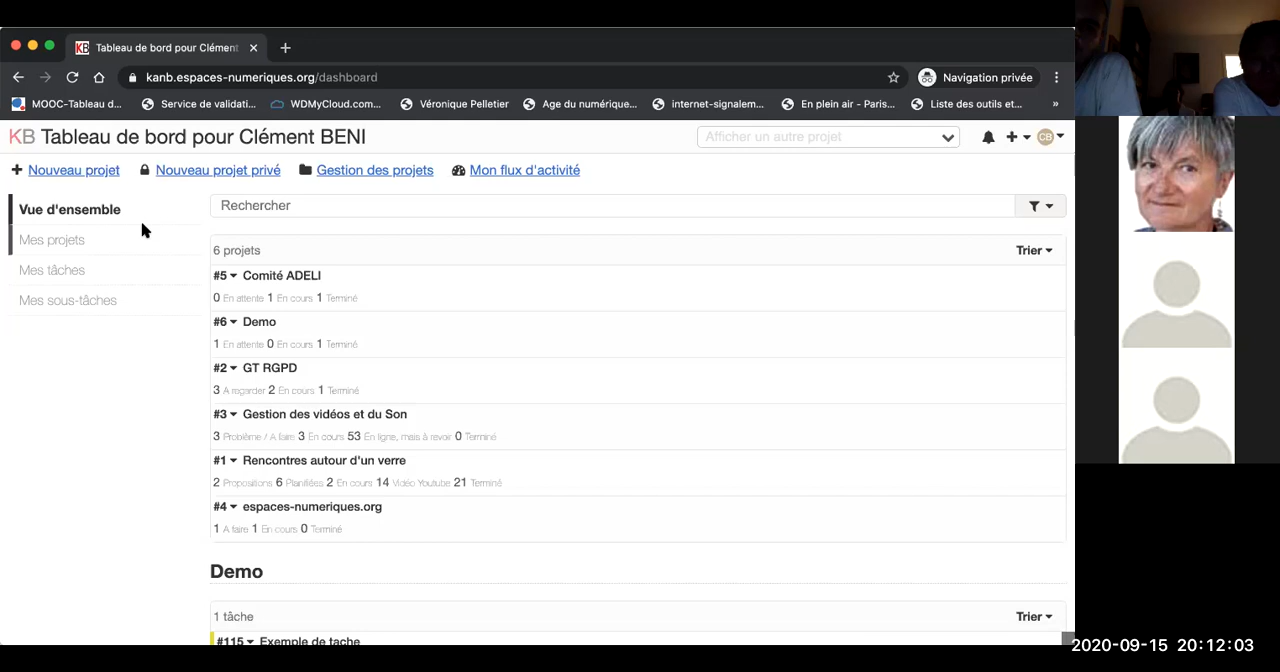 KB Tableau de bord pour Clément
kanb.espaces-numeriques.org/dashboard
Navigation privée
MOOC-Tableau d... Service de validati... WDMyCloud.com... Véronique Pelletier Age du numérique... internet-signalem... En plein air - Paris... Liste des outils et... »
KB Tableau de bord pour Clément BENI
Afficher un autre projet
CB
Nouveau projet Nouveau projet privé Gestion des projets Mon flux d'activité
Vue d'ensemble
Mes projets
Mes tâches
Mes sous-tâches
Rechercher
6 projets Trier
#5 Comité ADELI
0 En attente 1 En cours 1 Terminé
#6 Demo
1 En attente 0 En cours 1 Terminé
#2 GT RGPD
3 A regarder 2 En cours 1 Terminé
#3 Gestion des vidéos et du Son
3 Problème / A faire 3 En cours 53 En ligne, mais à revoir 0 Terminé
#1 Rencontres autour d'un verre
2 Propositions 6 Planifiées 2 En cours 14 Vidéo Youtube 21 Terminé
#4 espaces-numeriques.org
1 A faire 1 En cours 0 Terminé
Demo
1 tâche Trier
#115 Exemple de tache
2020-09-15 20:12:03